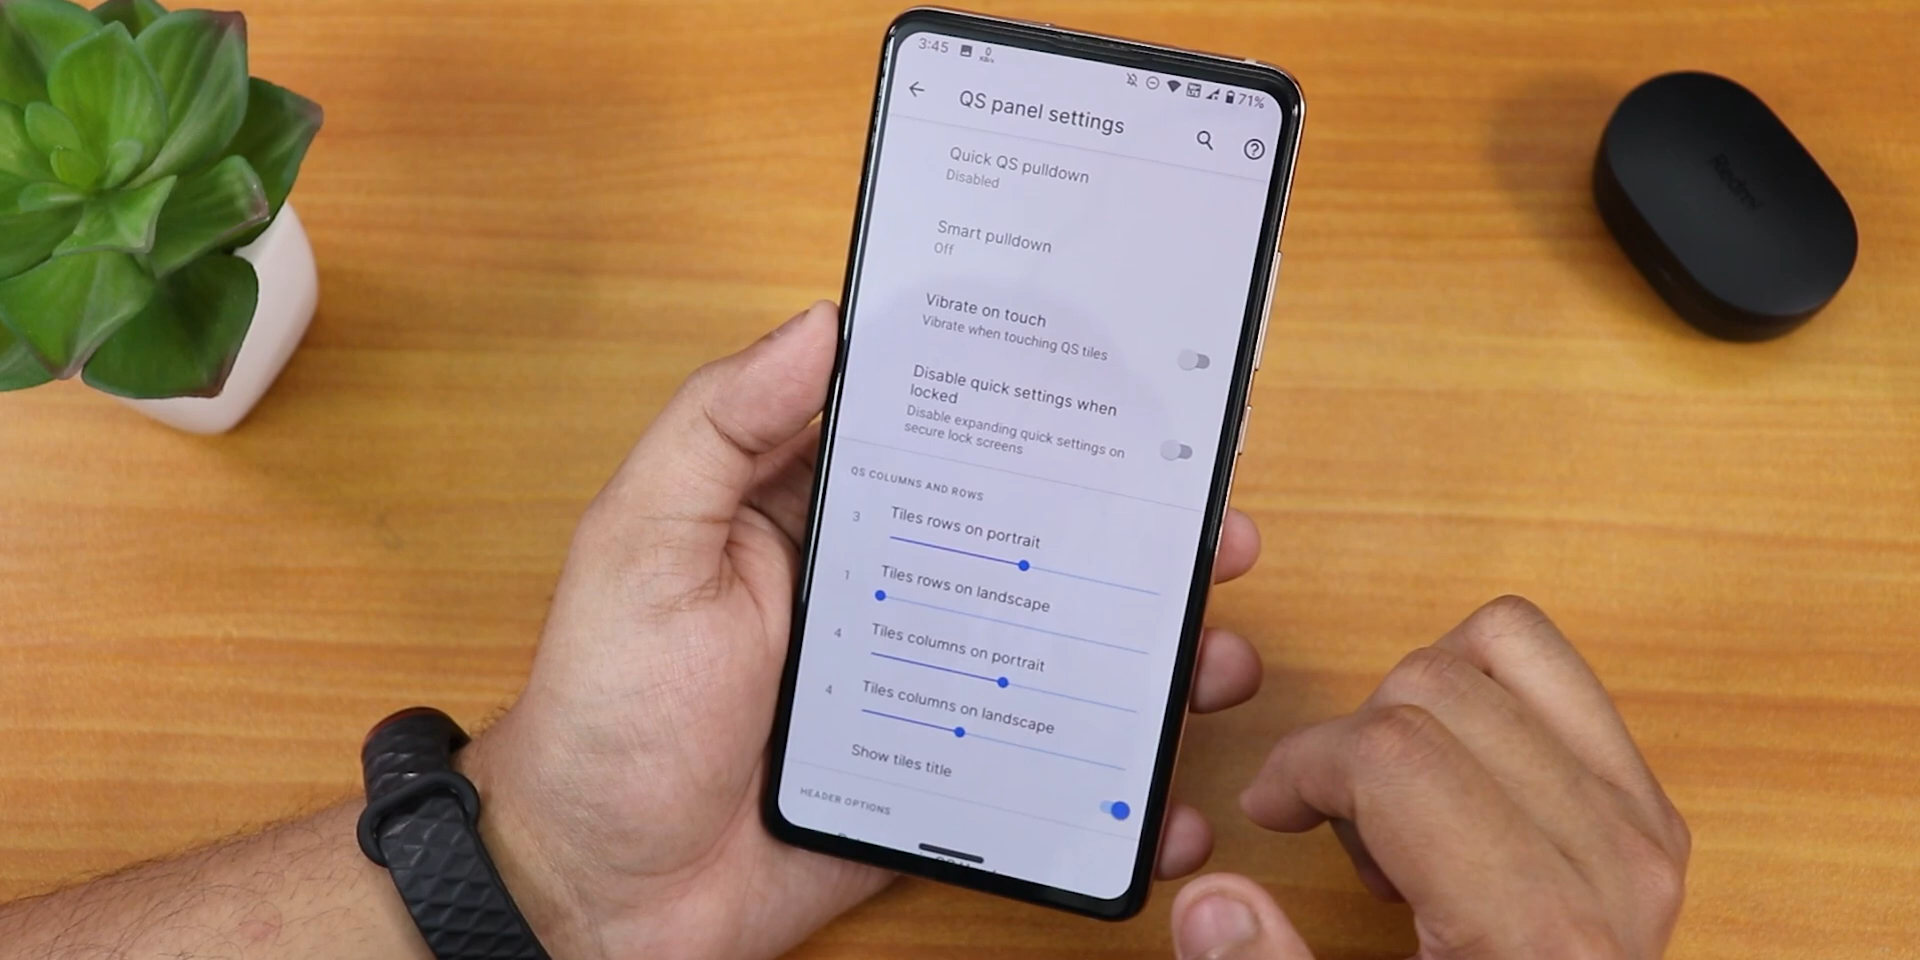 3:45
0
KB/s
71%
QS panel settings
Quick QS pulldown
Disabled
Smart pulldown
Off
Vibrate on touch
Vibrate when touching QS tiles
Disable quick settings when
locked
Disable expanding quick settings on
secure lock screens
QS COLUMNS AND ROWS
3
Tiles rows on portrait
1
Tiles rows on landscape
4
Tiles columns on portrait
4
Tiles columns on landscape
Show tiles title
HEADER OPTIONS
Redmi